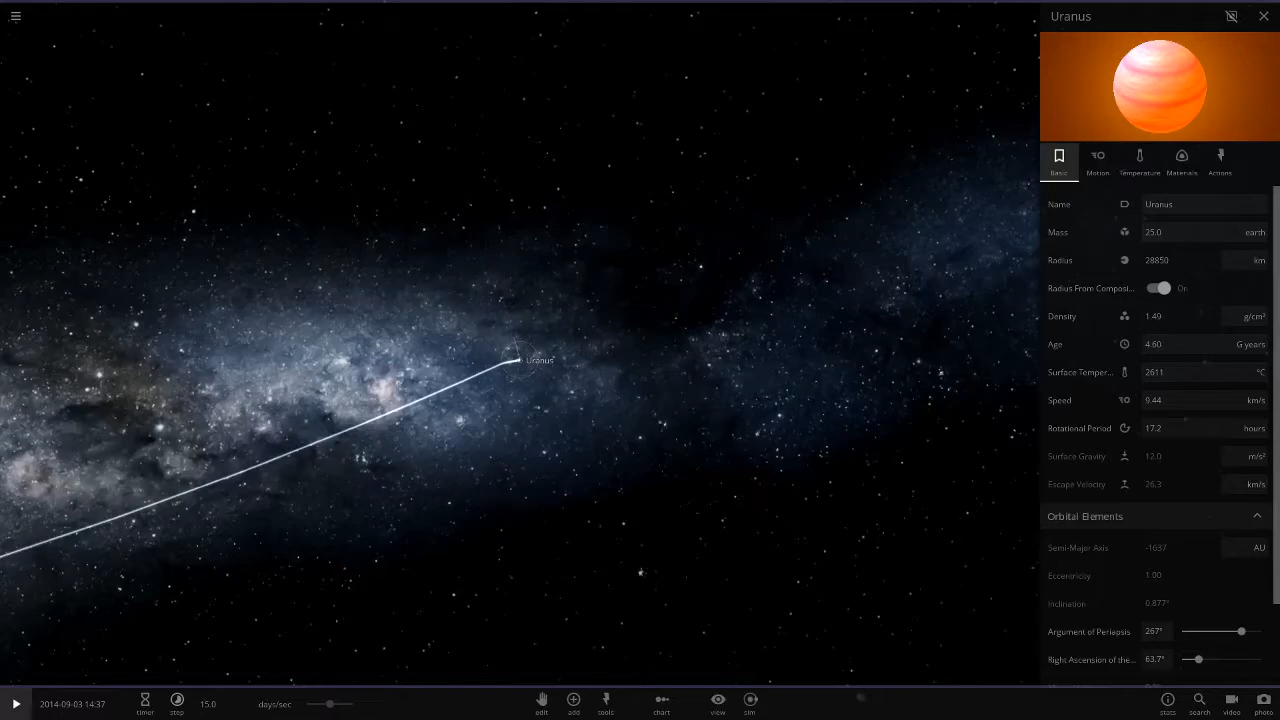 Uranus
Basic Motion Temperature Materials Actions
Name Uranus
Mass 25.0 earth
Radius 28850 km
Radius From Composi... On
Density 1.49 g/cm³
Age 4.60 G years
Surface Temper... 2611 °C
Speed 9.44 km/s
Rotational Period 17.2 hours
Surface Gravity 12.0 m/s²
Escape Velocity 26.3 km/s
Orbital Elements
Semi-Major Axis -1637 AU
Eccentricity 1.00
Inclination 0.877°
Argument of Periapsis 267°
Right Ascension of the... 63.7°
Uranus
2014-09-03 14:37 timer step 15.0 days/sec edit add tools chart view sim stats search video photo